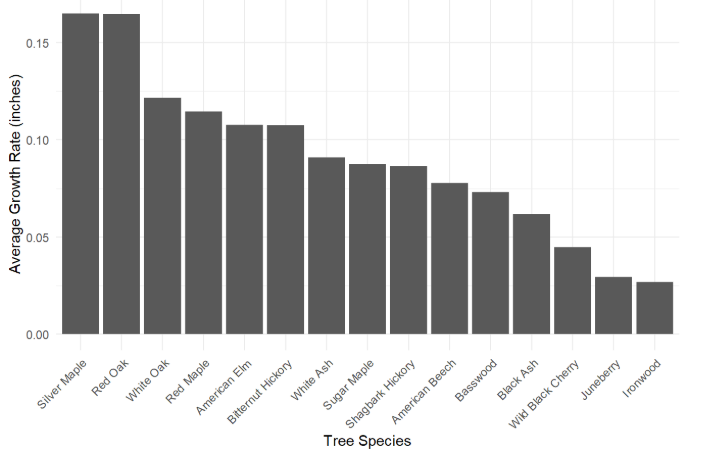 Average Growth Rate (inches)
0.15
0.10
0.05
0.00
Silver Maple
Red Oak
White Oak
Red Maple
American Elm
Bitternut Hickory
White Ash
Sugar Maple
Shagbark Hickory
American Beech
Basswood
Black Ash
Wild Black Cherry
Juneberry
Ironwood
Tree Species